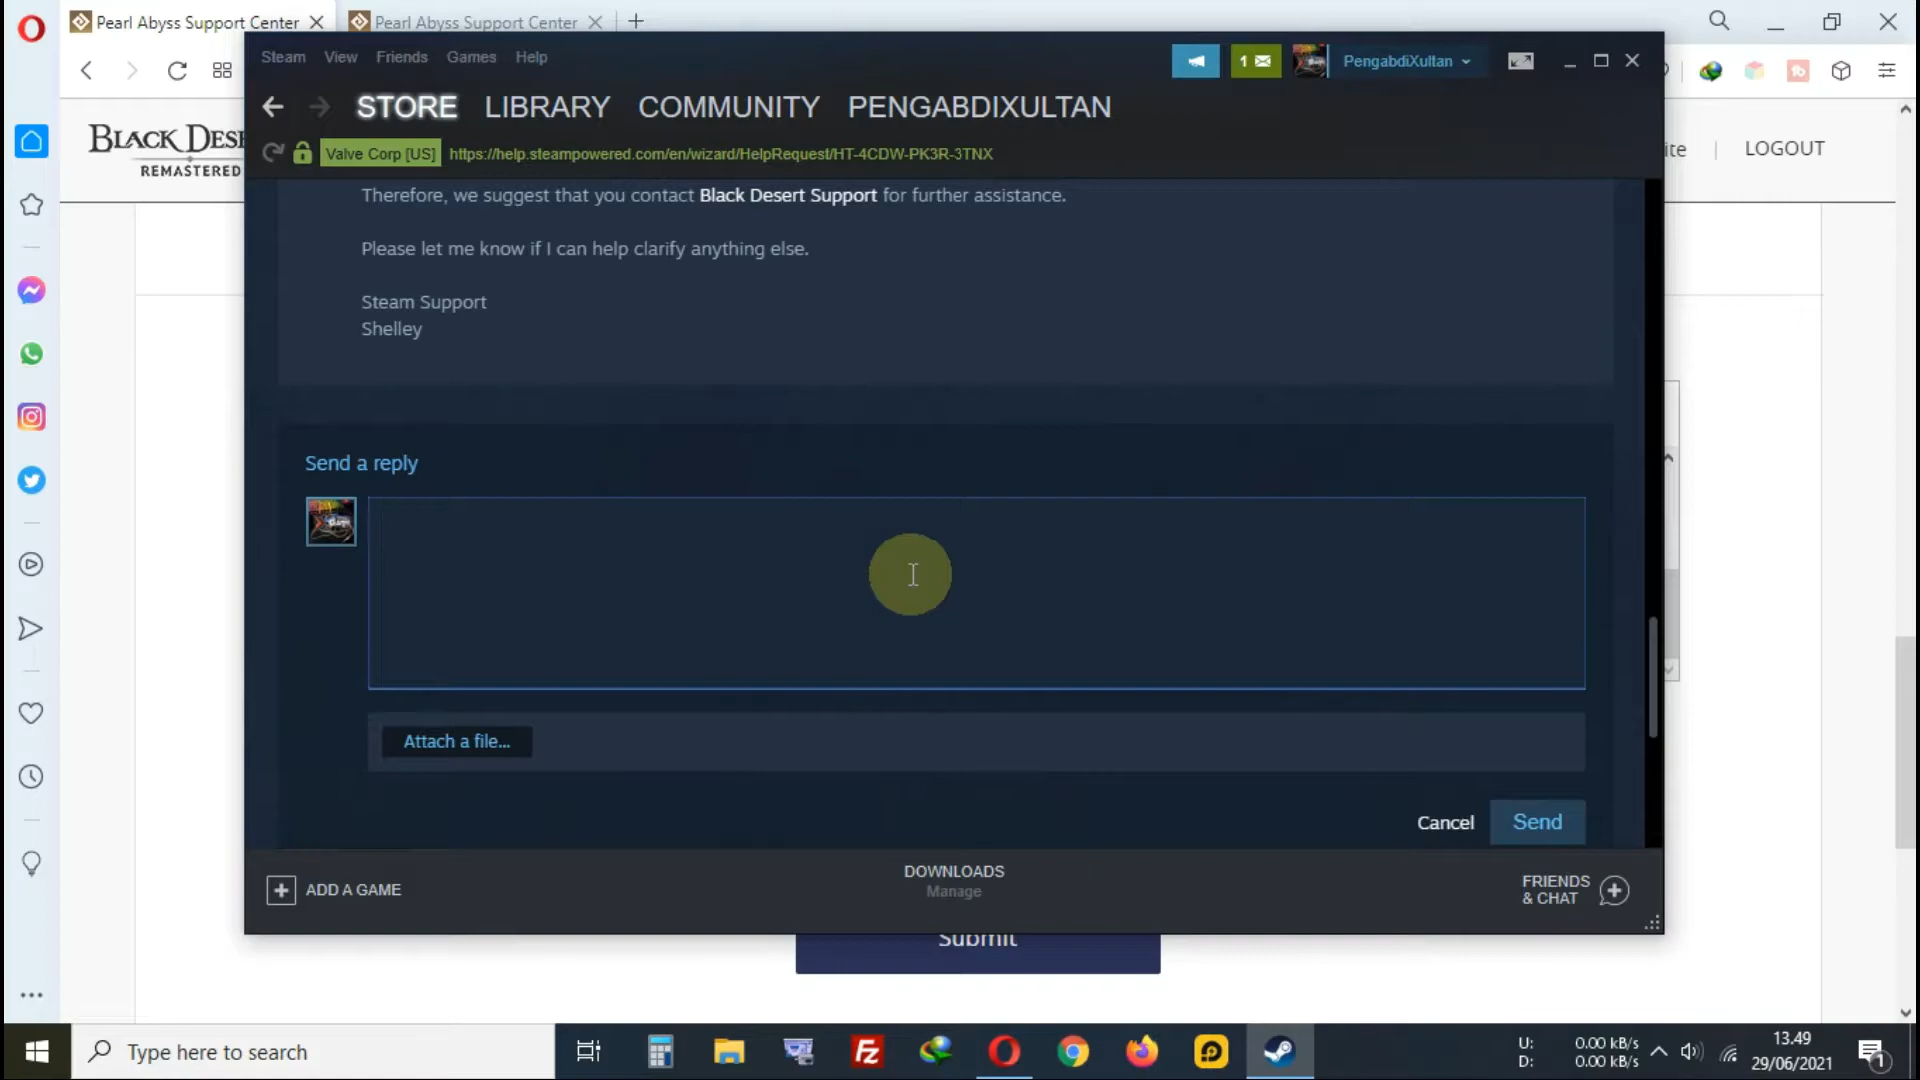 Pearl Abyss Support Center
Pearl Abyss Support Center
Steam View Friends Games Help
1
PengabdiXultan
STORE LIBRARY COMMUNITY PENGABDIXULTAN
Valve Corp [US] https://help.steampowered.com/en/wizard/HelpRequest/HT-4CDW-PK3R-3TNX
BLACK DES
REMASTERED
ite | LOGOUT
Therefore, we suggest that you contact Black Desert Support for further assistance.
Please let me know if I can help clarify anything else.
Steam Support
Shelley
Send a reply
Attach a file...
Cancel Send
ADD A GAME
DOWNLOADS
Manage
FRIENDS
& CHAT
Submit
Type here to search
U: 0.00 kB/s
D: 0.00 kB/s
13.49
29/06/2021
1